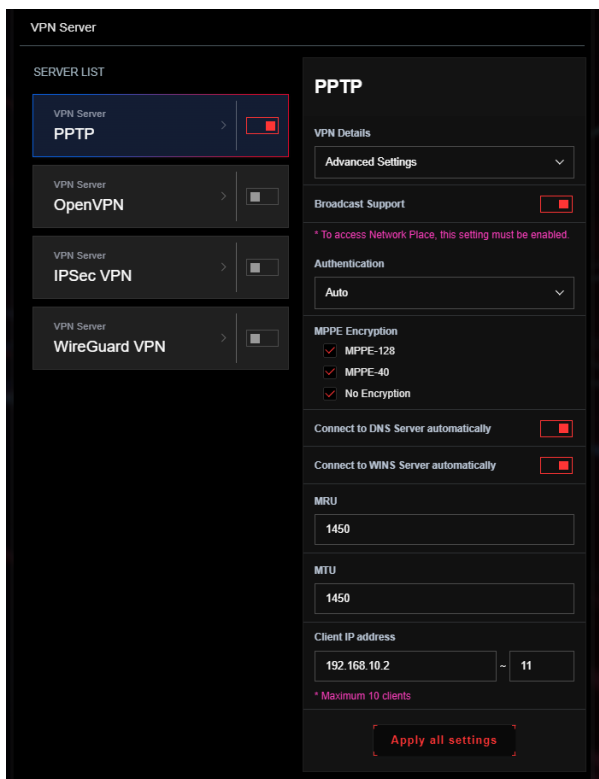 VPN Server
SERVER LIST
VPN Server
PPTP
VPN Server
OpenVPN
VPN Server
IPSec VPN
VPN Server
WireGuard VPN
PPTP
VPN Details
Advanced Settings
Broadcast Support
* To access Network Place, this setting must be enabled.
Authentication
Auto
MPPE Encryption
MPPE-128
MPPE-40
No Encryption
Connect to DNS Server automatically
Connect to WINS Server automatically
MRU
1450
MTU
1450
Client IP address
192.168.10.2 ~ 11
* Maximum 10 clients
Apply all settings